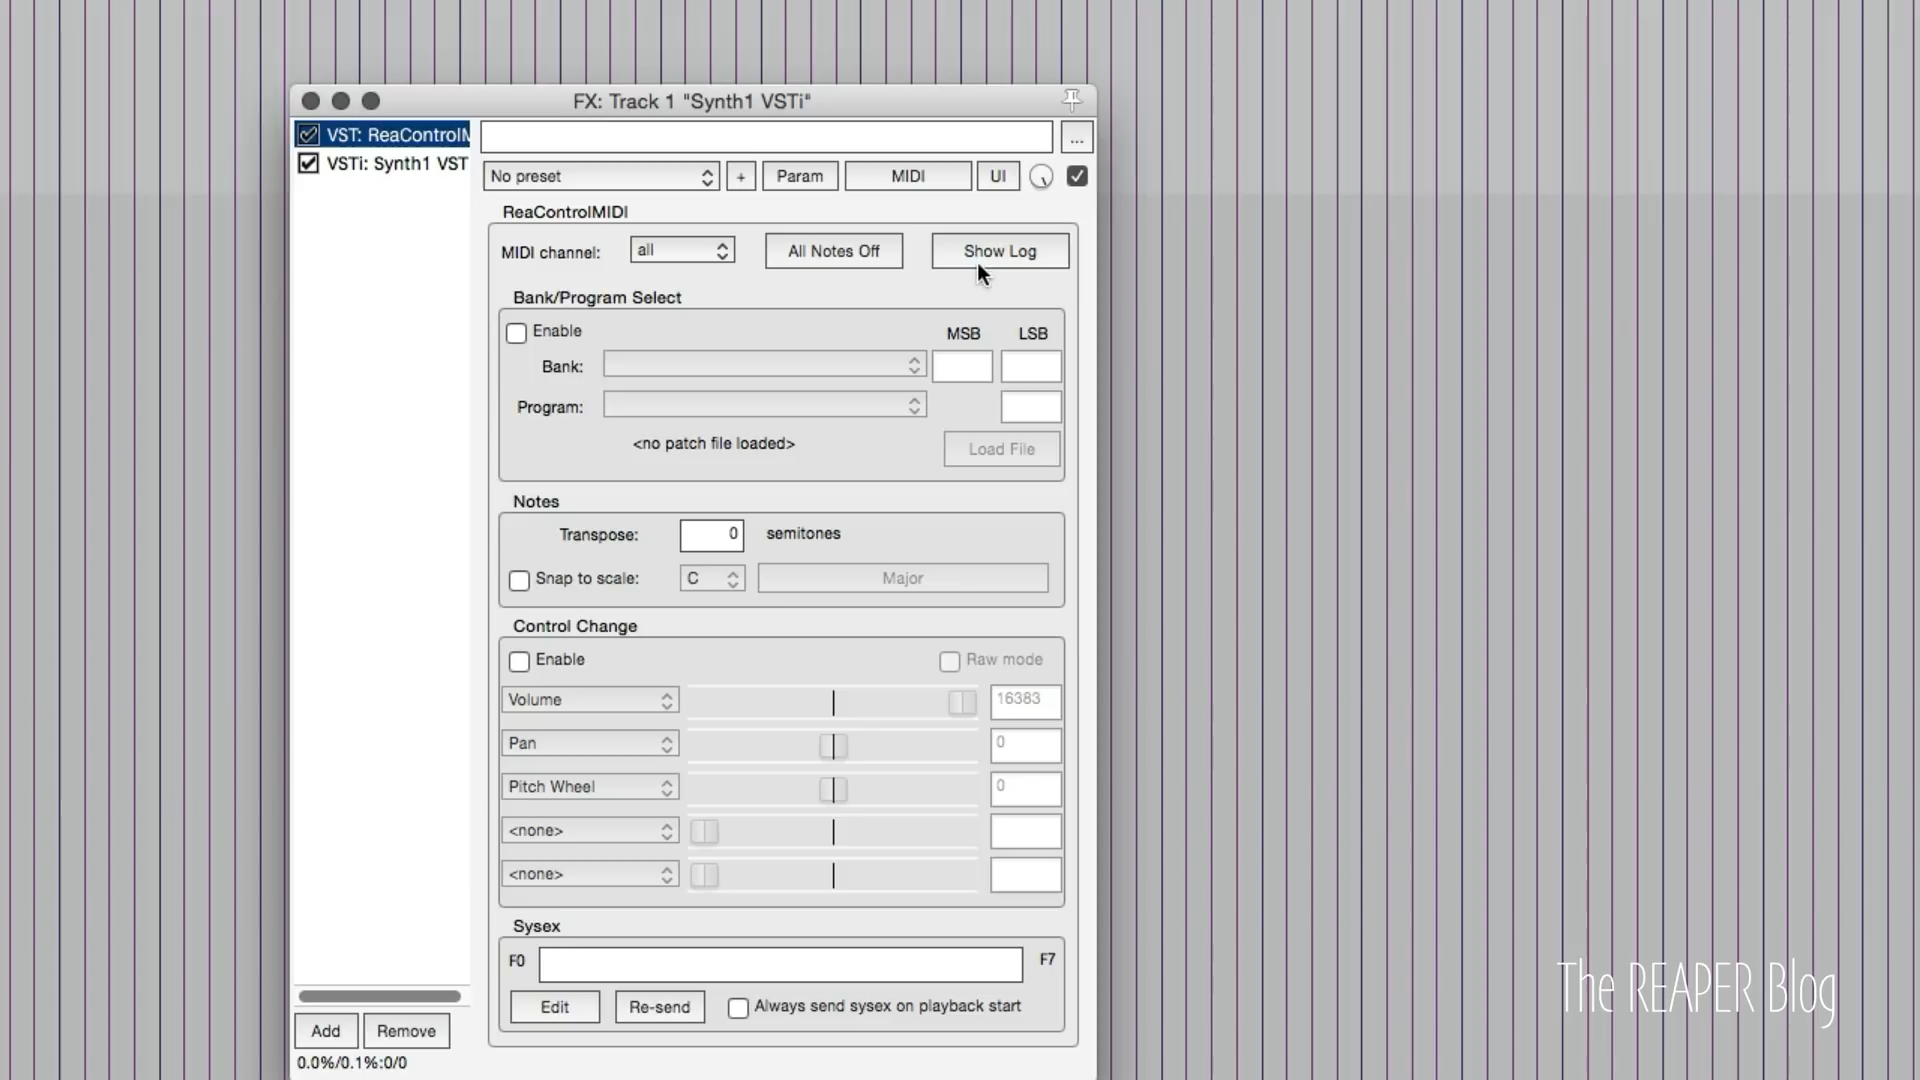 FX: Track 1 "Synth1 VSTi"
VST: ReaControlM
VSTi: Synth1 VST
...
No preset
+
Param
MIDI
UI
ReaControlMIDI
MIDI channel:
all
All Notes Off
Show Log
Bank/Program Select
Enable
MSB
LSB
Bank:
Program:
<no patch file loaded>
Load File
Notes
Transpose:
0
semitones
Snap to scale:
C
Major
Control Change
Enable
Raw mode
Volume
16383
Pan
0
Pitch Wheel
0
<none>
<none>
Sysex
F0
F7
Edit
Re-send
Always send sysex on playback start
Add
Remove
0.0%/0.1%:0/0
The REAPER Blog